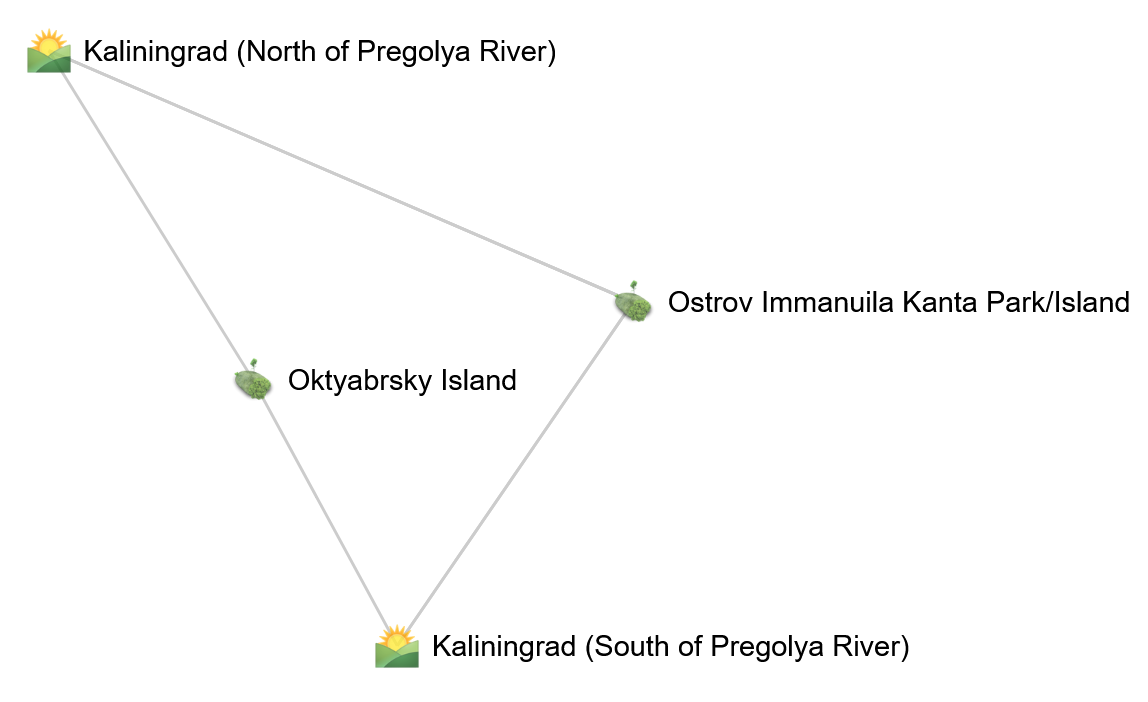 Kaliningrad (North of Pregolya River)
Ostrov Immanuila Kanta Park/Island
Oktyabrsky Island
Kaliningrad (South of Pregolya River)